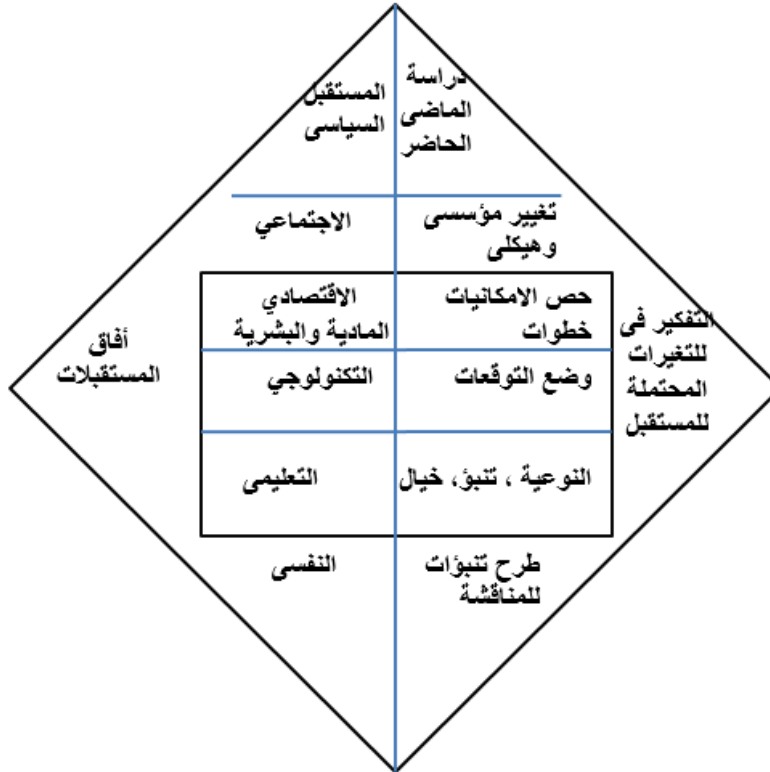 دراسة
الماضى
الحاضر
المستقبل
السياسى
تغيير مؤسسى
وهيكلى
الاجتماعي
حص الامكانيات
خطوات
الاقتصادي
المادية والبشرية
التفكير فى
للتغيرات
المحتملة
للمستقبل
أفاق
المستقبلات
وضع التوقعات
التكنولوجي
النوعية ، تنبؤ، خيال
التعليمى
طرح تنبؤات
للمناقشة
النفسى